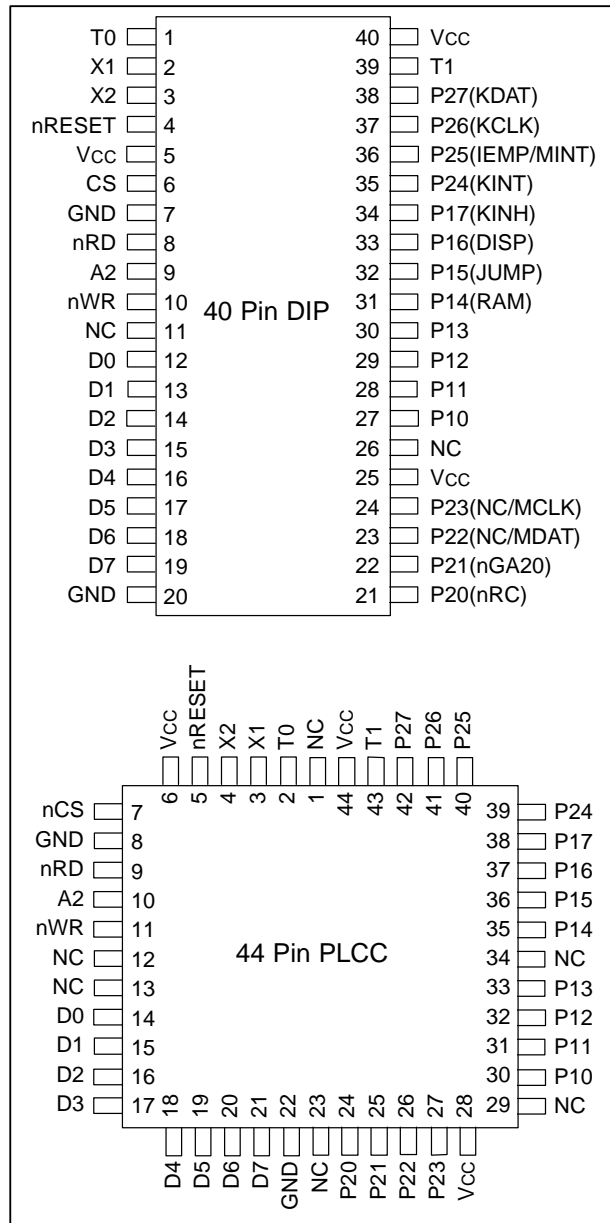 T0 1 40 VCC
X1 2 39 T1
X2 3 38 P27(KDAT)
nRESET 4 37 P26(KCLK)
VCC 5 36 P25(IEMP/MINT)
CS 6 35 P24(KINT)
GND 7 34 P17(KINH)
nRD 8 33 P16(DISP)
A2 9 32 P15(JUMP)
nWR 10 31 P14(RAM)
40 Pin DIP
NC 11 30 P13
D0 12 29 P12
D1 13 28 P11
D2 14 27 P10
D3 15 26 NC
D4 16 25 VCC
D5 17 24 P23(NC/MCLK)
D6 18 23 P22(NC/MDAT)
D7 19 22 P21(nGA20)
GND 20 21 P20(nRC)
VCC nRESET X2 X1 T0 NC VCC T1 P27 P26 P25
6 5 4 3 2 1 44 43 42 41 40
nCS 7 39 P24
GND 8 38 P17
nRD 9 37 P16
A2 10 36 P15
nWR 11 35 P14
44 Pin PLCC
NC 12 34 NC
NC 13 33 P13
D0 14 32 P12
D1 15 31 P11
D2 16 30 P10
D3 17 29 NC
18 19 20 21 22 23 24 25 26 27 28
D4 D5 D6 D7 GND NC P20 P21 P22 P23 VCC